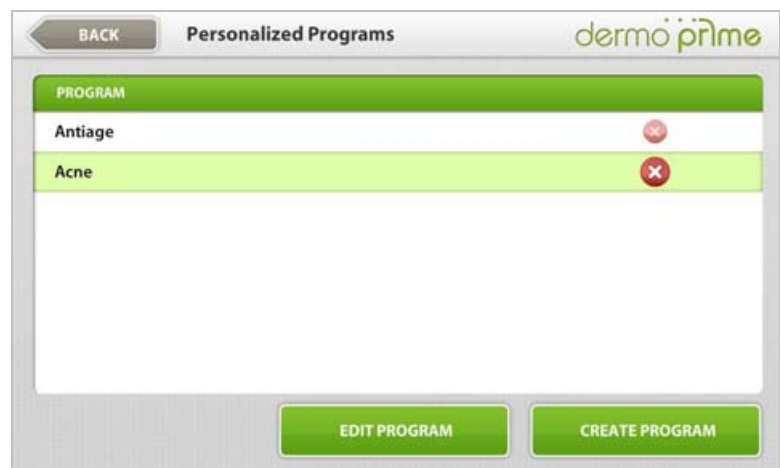 BACK Personalized Programs dermo prime
PROGRAM
Antiage
Acne
EDIT PROGRAM CREATE PROGRAM